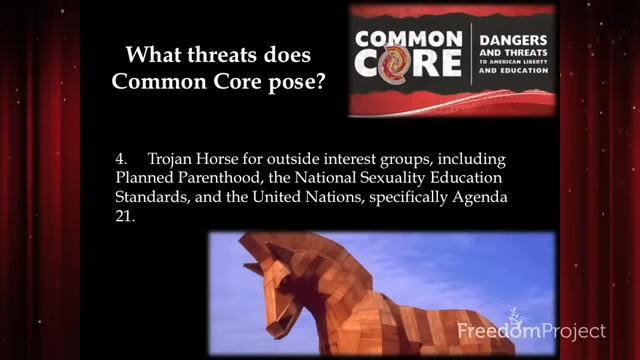 What threats does
Common Core pose?
COMMON
CORE
DANGERS
AND THREATS
TO AMERICAN LIBERTY
AND EDUCATION
4. Trojan Horse for outside interest groups, including
Planned Parenthood, the National Sexuality Education
Standards, and the United Nations, specifically Agenda
21.
FreedomProject